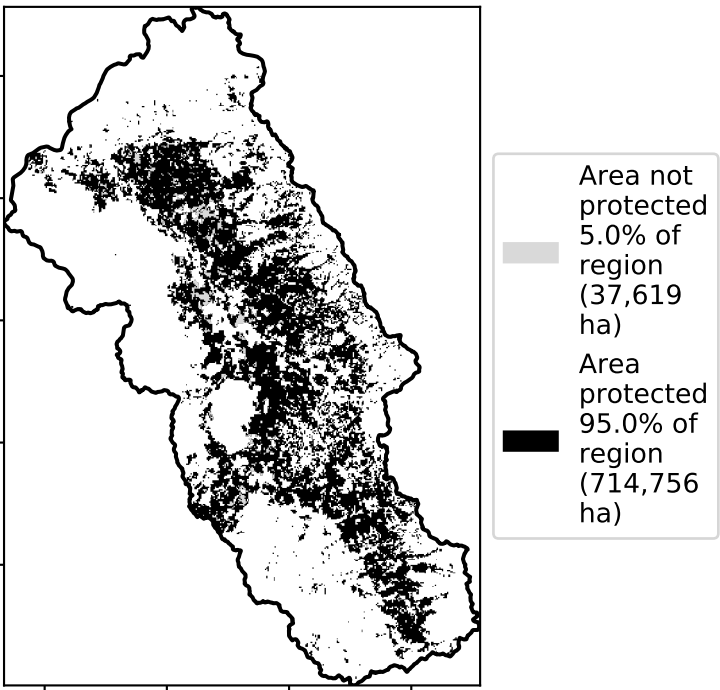 Area not
protected
5.0% of
region
(37,619
ha)
Area
protected
95.0% of
region
(714,756
ha)